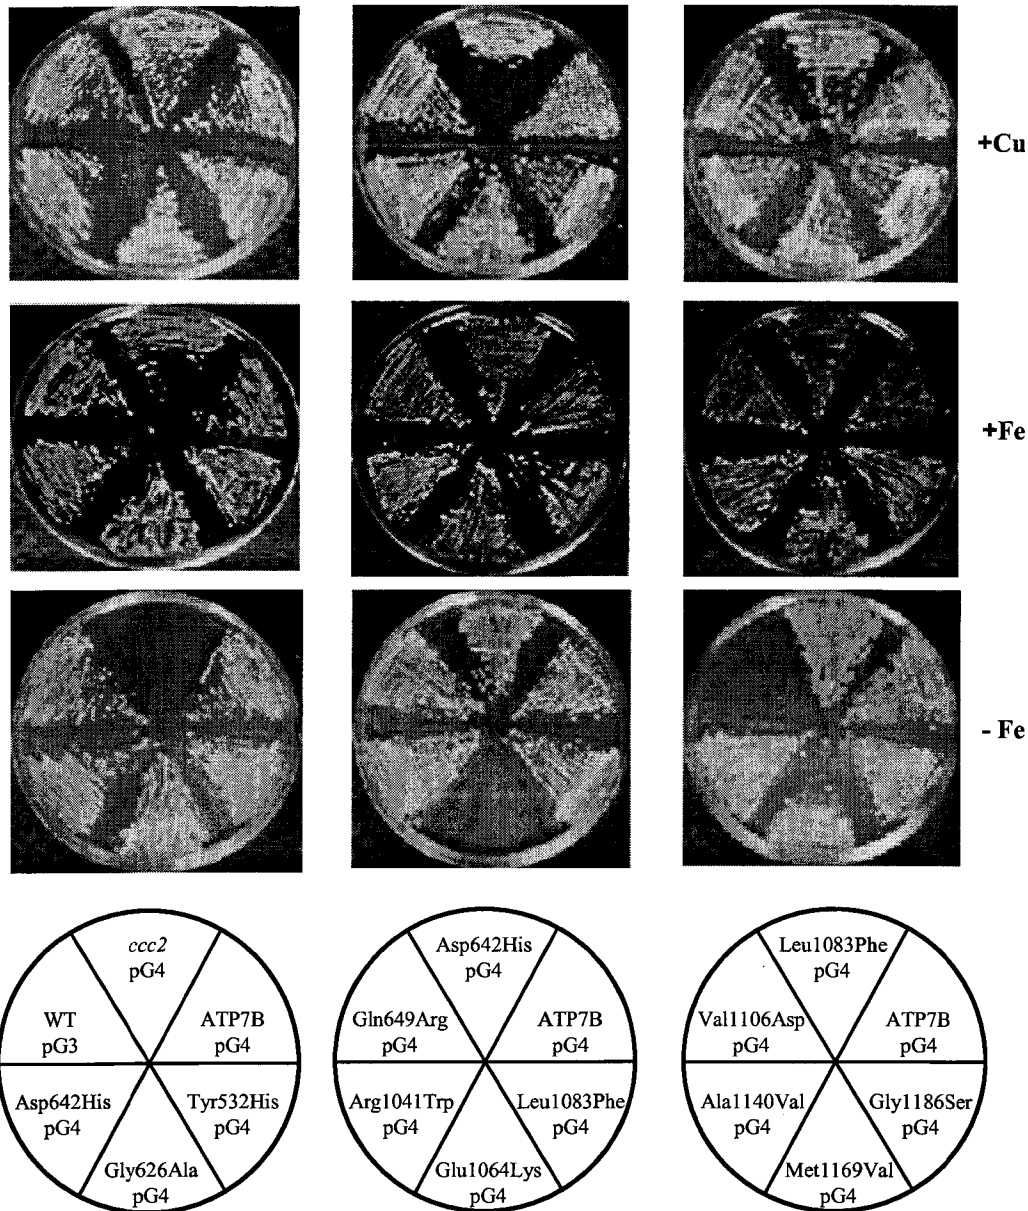 +Cu
+Fe
- Fe
ccc2
pG4
WT
pG3
ATP7B
pG4
Asp642His
pG4
Tyr532His
pG4
Gly626Ala
pG4
Asp642His
pG4
Gln649Arg
pG4
ATP7B
pG4
Arg1041Trp
pG4
Leu1083Phe
pG4
Glu1064Lys
pG4
Leu1083Phe
pG4
Val1106Asp
pG4
ATP7B
pG4
Ala1140Val
pG4
Gly1186Ser
pG4
Met1169Val
pG4